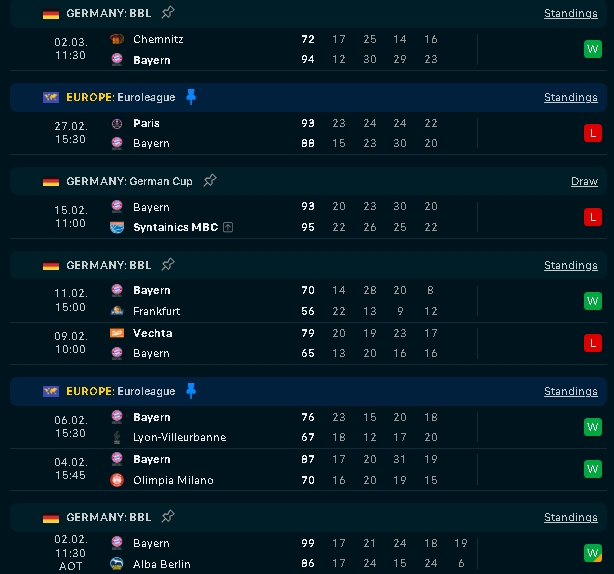 GERMANY: BBL Standings
02.03. 11:30
Chemnitz 72 17 25 14 16
Bayern 94 12 30 29 23
W
EUROPE: Euroleague Standings
27.02. 15:30
Paris 93 23 24 24 22
Bayern 88 15 23 30 20
L
GERMANY: German Cup Draw
15.02. 11:00
Bayern 93 20 23 30 20
Syntainics MBC 95 22 26 25 22
L
GERMANY: BBL Standings
11.02. 15:00
Bayern 70 14 28 20 8
Frankfurt 56 22 13 9 12
W
09.02. 10:00
Vechta 79 20 19 23 17
Bayern 65 13 20 16 16
L
EUROPE: Euroleague Standings
06.02. 15:30
Bayern 76 23 15 20 18
Lyon-Villeurbanne 67 18 12 17 20
W
04.02. 15:45
Bayern 87 17 20 31 19
Olimpia Milano 70 16 20 19 15
W
GERMANY: BBL Standings
02.02. 11:30 AOT
Bayern 99 17 21 24 18 19
Alba Berlin 86 17 24 15 24 6
W